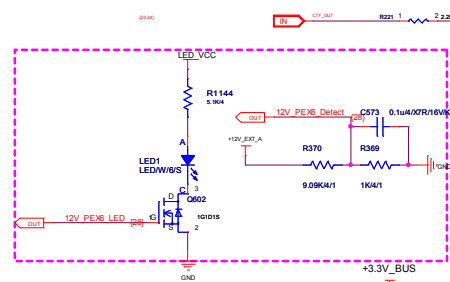 [23,24]
IN
CTF_OUT
R221
1
2
2.2
LED_VCC
R1144
5.1K/4
OUT
12V_PEX6_Detect
[28]
C573
0.1u/4/X7R/16V/K
+12V_EXT_A
A
LED1
LED/W/6/S
R370
R369
9.09K/4/1
1K/4/1
GND
C
3
D
Q602
G
1
1G1D1S
S
2
OUT
12V_PEX6_LED
[28]
GND
+3.3V_BUS